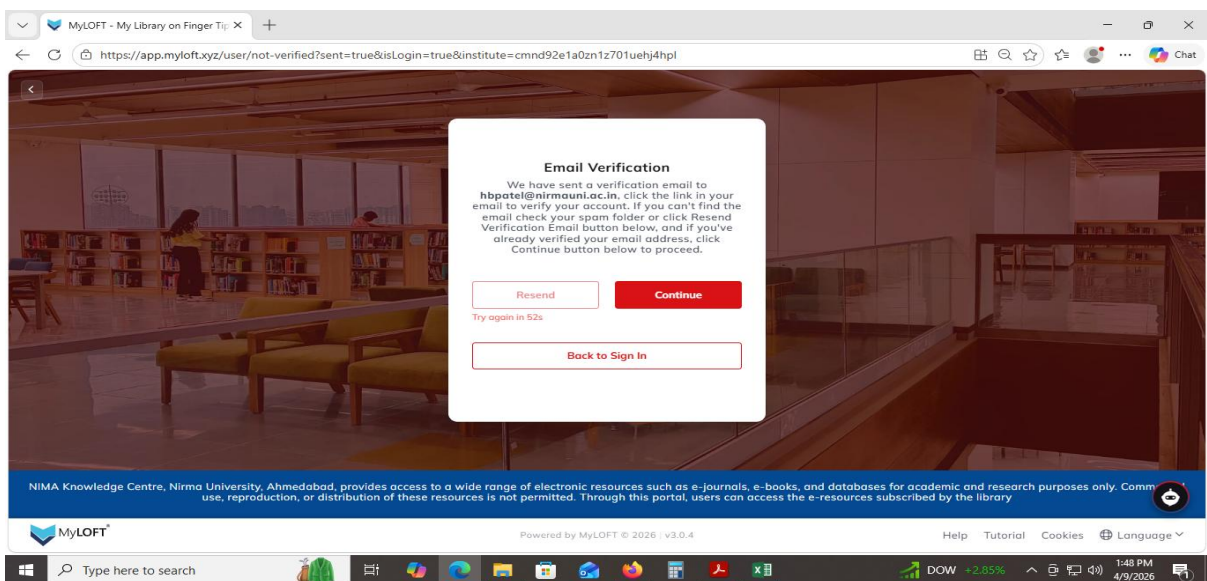 MyLOFT - My Library on Finger Tip
https://app.myloft.xyz/user/not-verified?sent=true&isLogin=true&institute=cmnd92e1a0zn1z701uehj4hpl
Chat
Email Verification
We have sent a verification email to
hbpatel@nirmauni.ac.in, click the link in your
email to verify your account. If you can't find the
email check your spam folder or click Resend
Verification Email button below, and if you've
already verified your email address, click
Continue button below to proceed.
Resend
Continue
Try again in 52s
Back to Sign In
NIMA Knowledge Centre, Nirma University, Ahmedabad, provides access to a wide range of electronic resources such as e-journals, e-books, and databases for academic and research purposes only. Comm
use, reproduction, or distribution of these resources is not permitted. Through this portal, users can access the e-resources subscribed by the library
MyLOFT
Powered by MyLOFT © 2026 | v3.0.4
Help Tutorial Cookies Language
Type here to search
DOW +2.85%
1:48 PM
4/9/2026